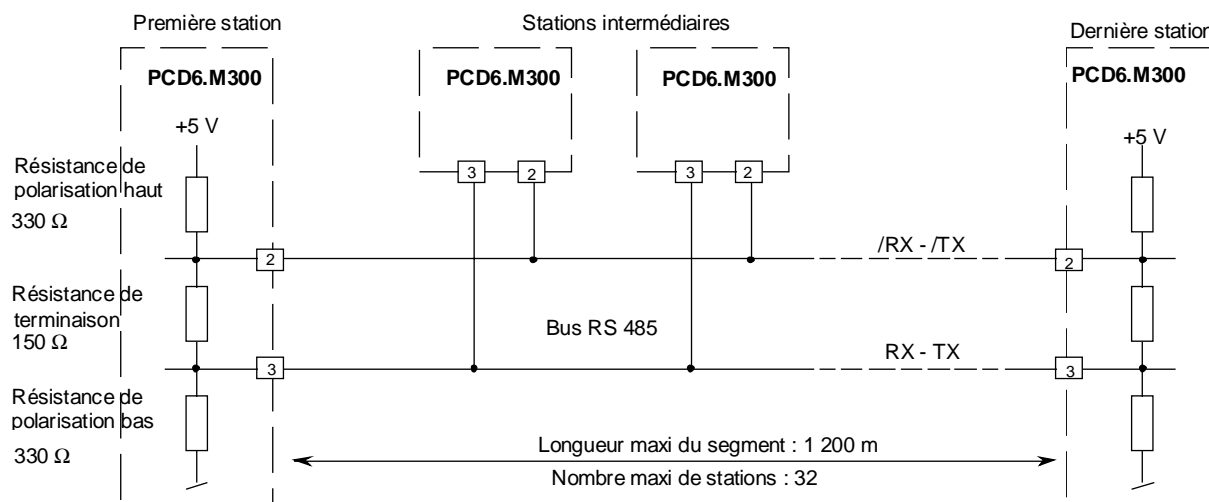 Première station
Stations intermédiaires
Dernière station
PCD6.M300
PCD6.M300
PCD6.M300
PCD6.M300
+5 V
+5 V
Résistance de
polarisation haut
330 Ω
3
2
3
2
/RX - /TX
2
2
Résistance de
terminaison
150 Ω
Bus RS 485
RX - TX
3
3
Résistance de
polarisation bas
330 Ω
Longueur maxi du segment : 1 200 m
Nombre maxi de stations : 32